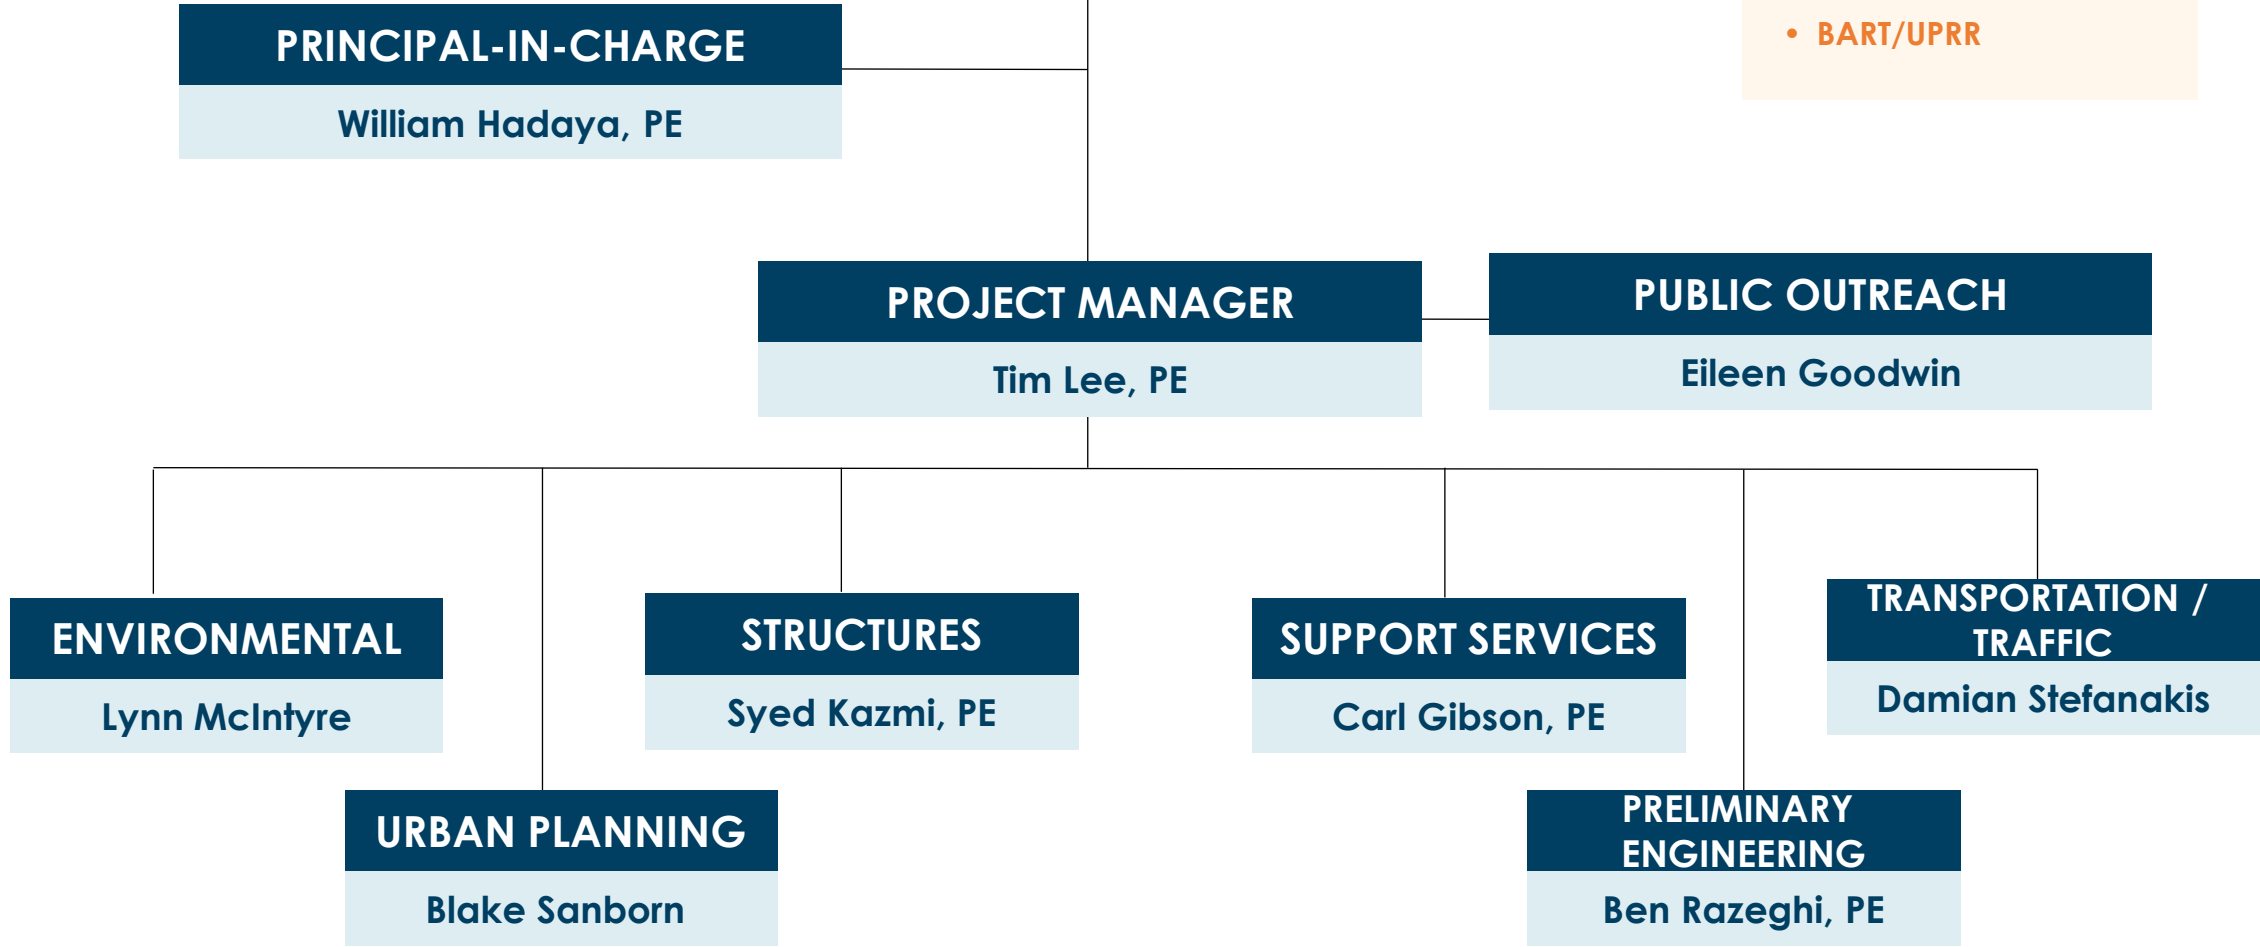 • BART/UPRR
PRINCIPAL-IN-CHARGE
William Hadaya, PE
PROJECT MANAGER
Tim Lee, PE
PUBLIC OUTREACH
Eileen Goodwin
ENVIRONMENTAL
Lynn McIntyre
STRUCTURES
Syed Kazmi, PE
SUPPORT SERVICES
Carl Gibson, PE
TRANSPORTATION /
TRAFFIC
Damian Stefanakis
URBAN PLANNING
Blake Sanborn
PRELIMINARY
ENGINEERING
Ben Razeghi, PE